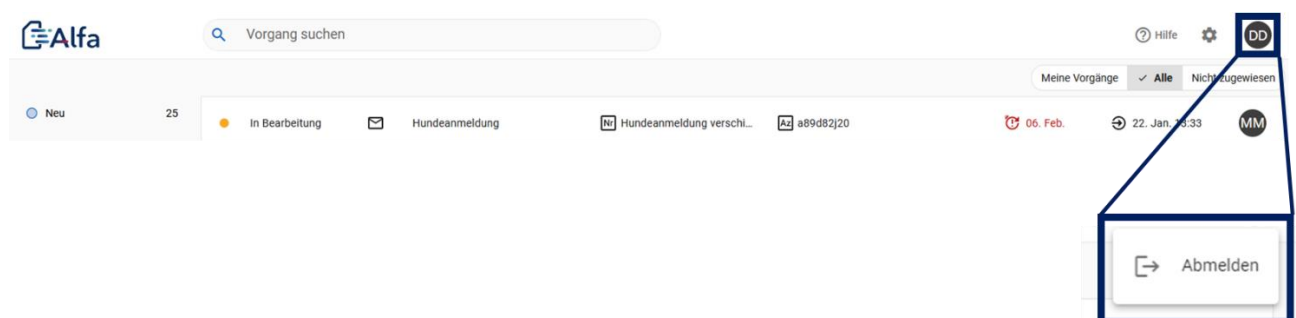 Alfa
Vorgang suchen
Hilfe
DD
Meine Vorgänge Alle Nicht zugewiesen
Neu 25
In Bearbeitung Hundeanmeldung Nr Hundeanmeldung verschi... Az a89d82j20 06. Feb. 22. Jan. 13:33 MM
Abmelden